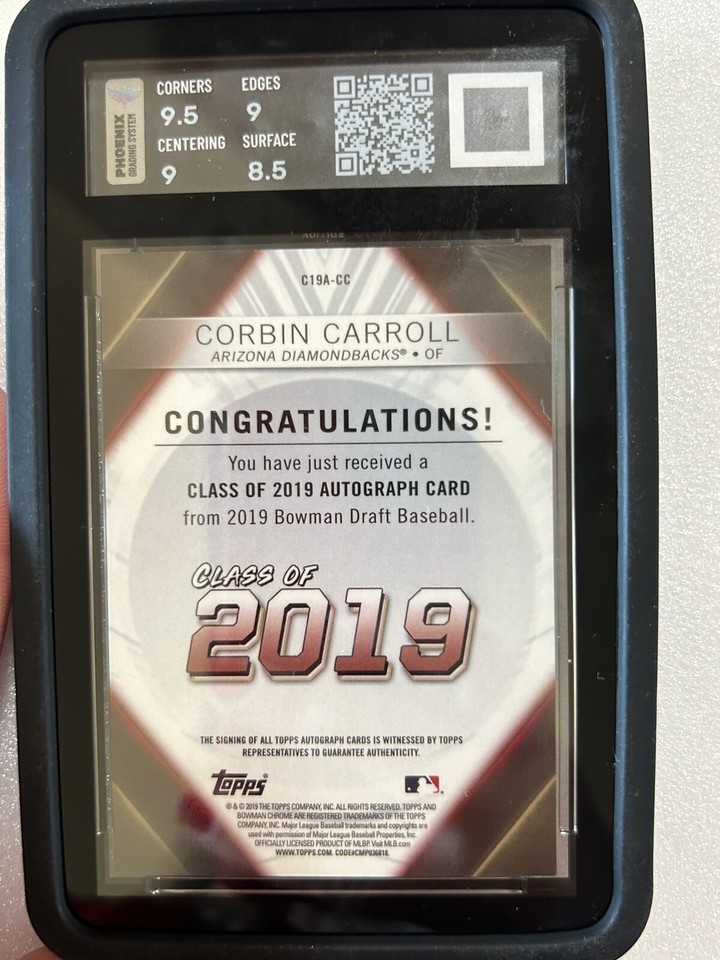 PHOENIX
GRADING SYSTEM
CORNERS EDGES
9.5 9
CENTERING SURFACE
9 8.5
C19A-CC
CORBIN CARROLL
ARIZONA DIAMONDBACKS® • OF
CONGRATULATIONS!
You have just received a
CLASS OF 2019 AUTOGRAPH CARD
from 2019 Bowman Draft Baseball.
CLASS OF
2019
THE SIGNING OF ALL TOPPS AUTOGRAPH CARDS IS WITNESSED BY TOPPS
REPRESENTATIVES TO GUARANTEE AUTHENTICITY.
topps®
® & © 2019 THE TOPPS COMPANY, INC. ALL RIGHTS RESERVED. TOPPS AND
BOWMAN CHROME ARE REGISTERED TRADEMARKS OF THE TOPPS
COMPANY, INC. Major League Baseball trademarks and copyrights are
used with permission of Major League Baseball Properties, Inc.
OFFICIALLY LICENSED PRODUCT OF MLBP. Visit MLB.com
WWW.TOPPS.COM. CODE#CMP036818.